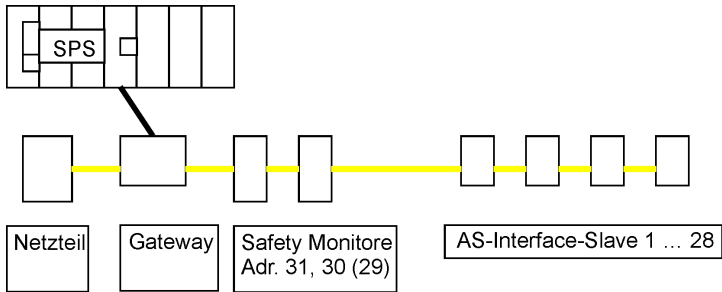 SPS
Netzteil
Gateway
Safety Monitore
Adr. 31, 30 (29)
AS-Interface-Slave 1 ... 28